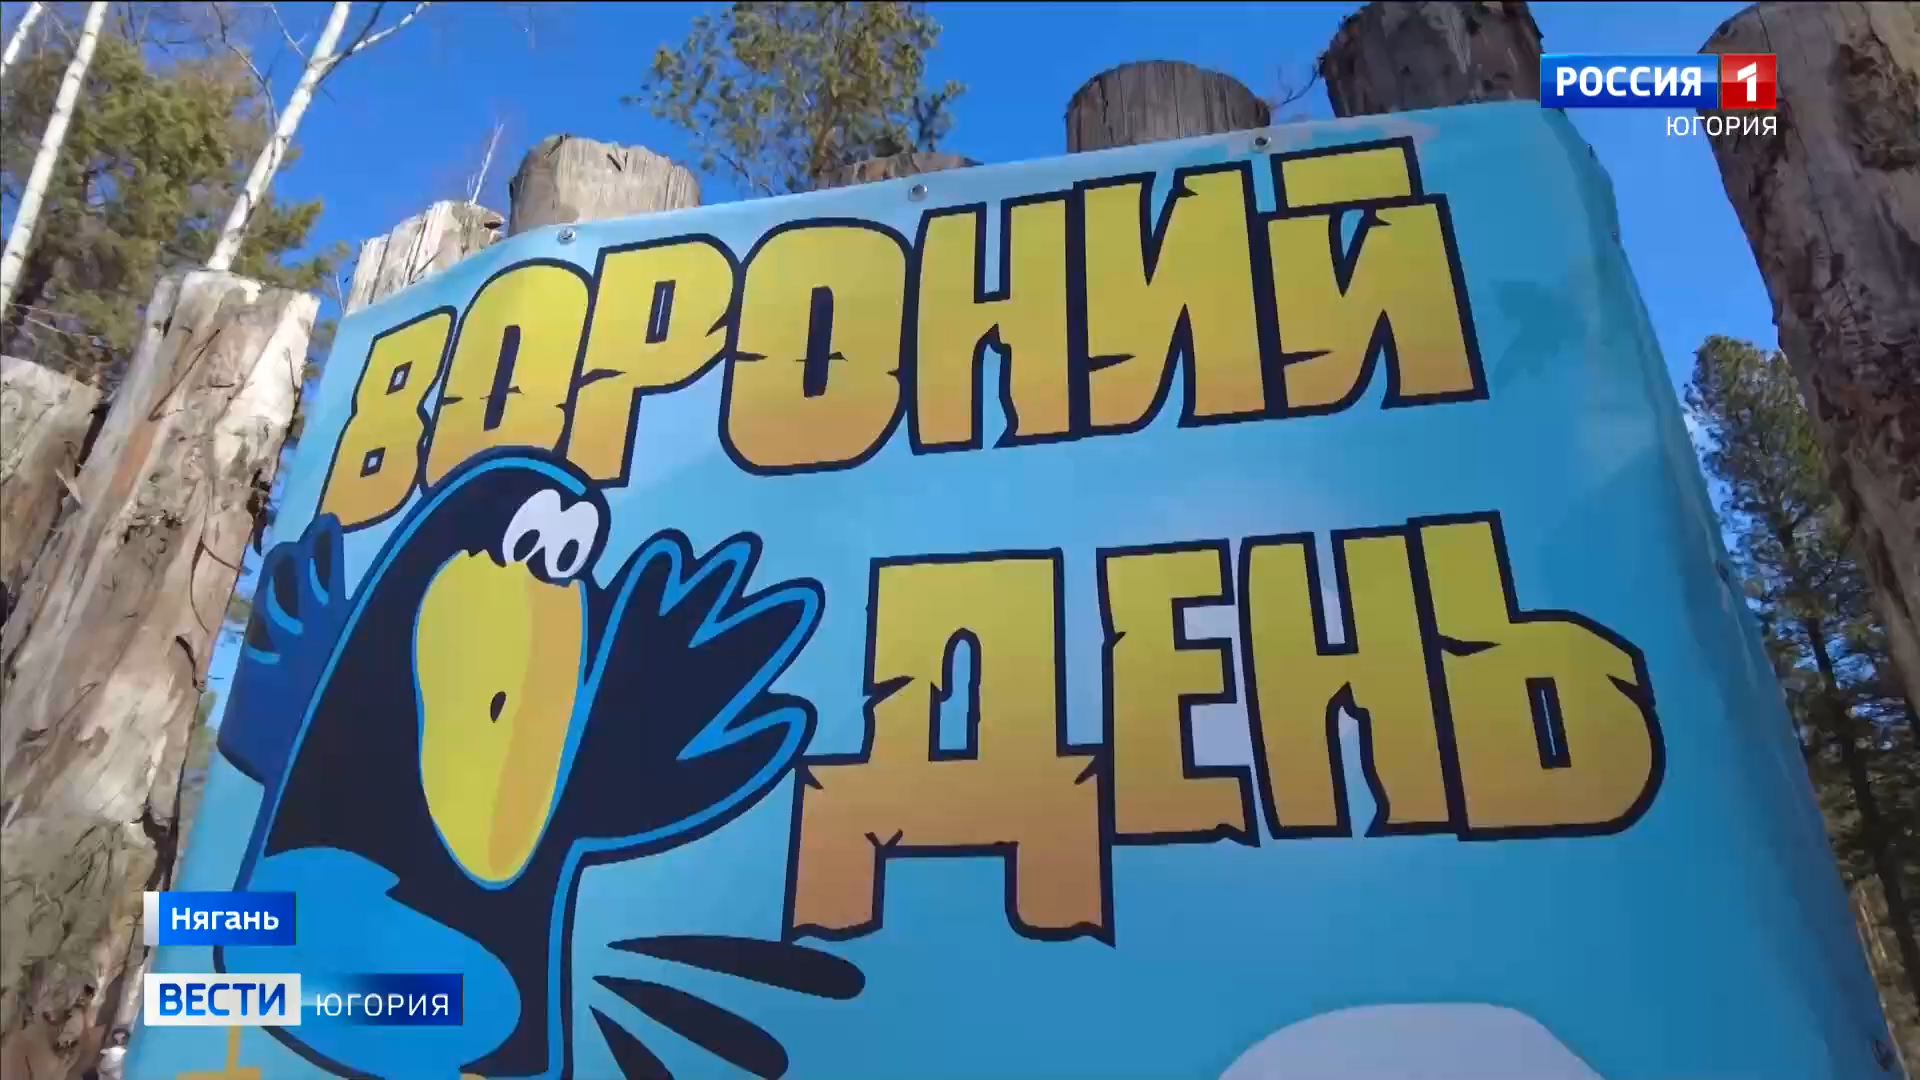 РОССИЯ 1
ЮГОРИЯ
ВОРОНИЙ
ДЕНЬ
Нягань
ВЕСТИ ЮГОРИЯ